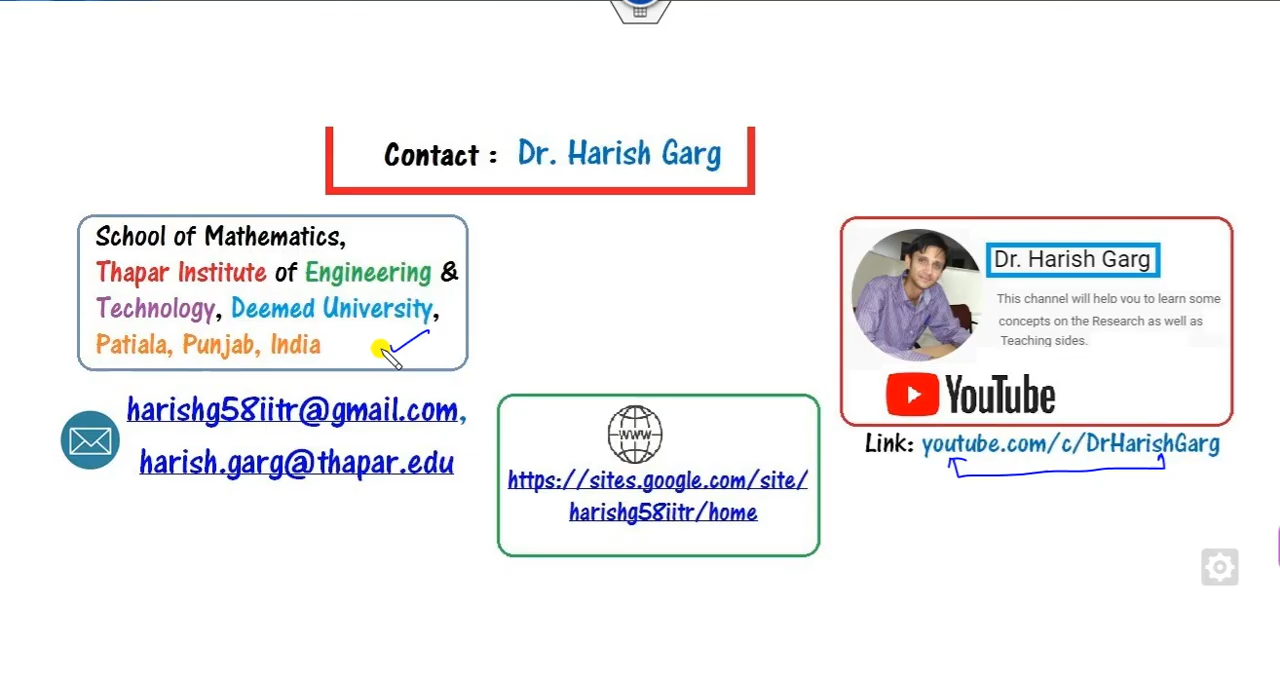 Contact : Dr. Harish Garg
School of Mathematics,
Thapar Institute of Engineering &
Technology, Deemed University,
Patiala, Punjab, India
harishg58iitr@gmail.com,
harish.garg@thapar.edu
www
https://sites.google.com/site/
harishg58iitr/home
Dr. Harish Garg
This channel will help you to learn some
concepts on the Research as well as
Teaching sides.
YouTube
Link: youtube.com/c/DrHarishGarg